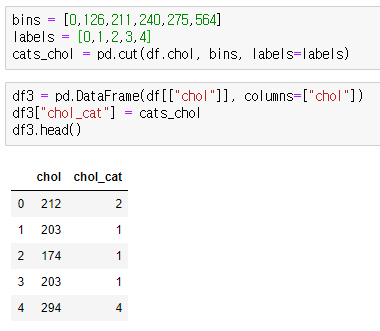 bins = [0,126,211,240,275,564]
labels = [0,1,2,3,4]
cats_chol = pd.cut(df.chol, bins, labels=labels)
df3 = pd.DataFrame(df[["chol"]], columns=["chol"])
df3["chol_cat"] = cats_chol
df3.head()
chol chol_cat
0 212 2
1 203 1
2 174 1
3 203 1
4 294 4